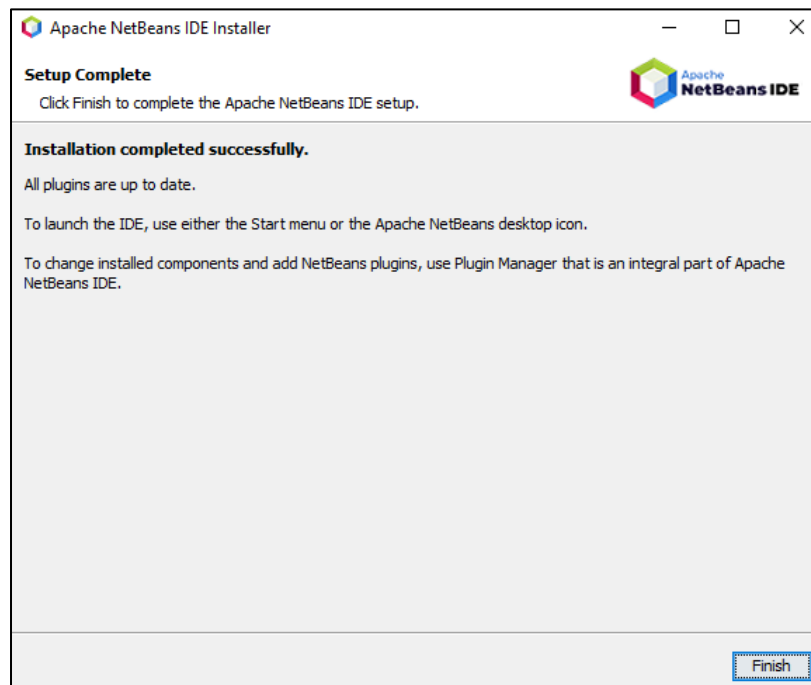 Apache NetBeans IDE Installer
Setup Complete
Click Finish to complete the Apache NetBeans IDE setup.
Apache
NetBeans IDE
Installation completed successfully.
All plugins are up to date.
To launch the IDE, use either the Start menu or the Apache NetBeans desktop icon.
To change installed components and add NetBeans plugins, use Plugin Manager that is an integral part of Apache
NetBeans IDE.
Finish